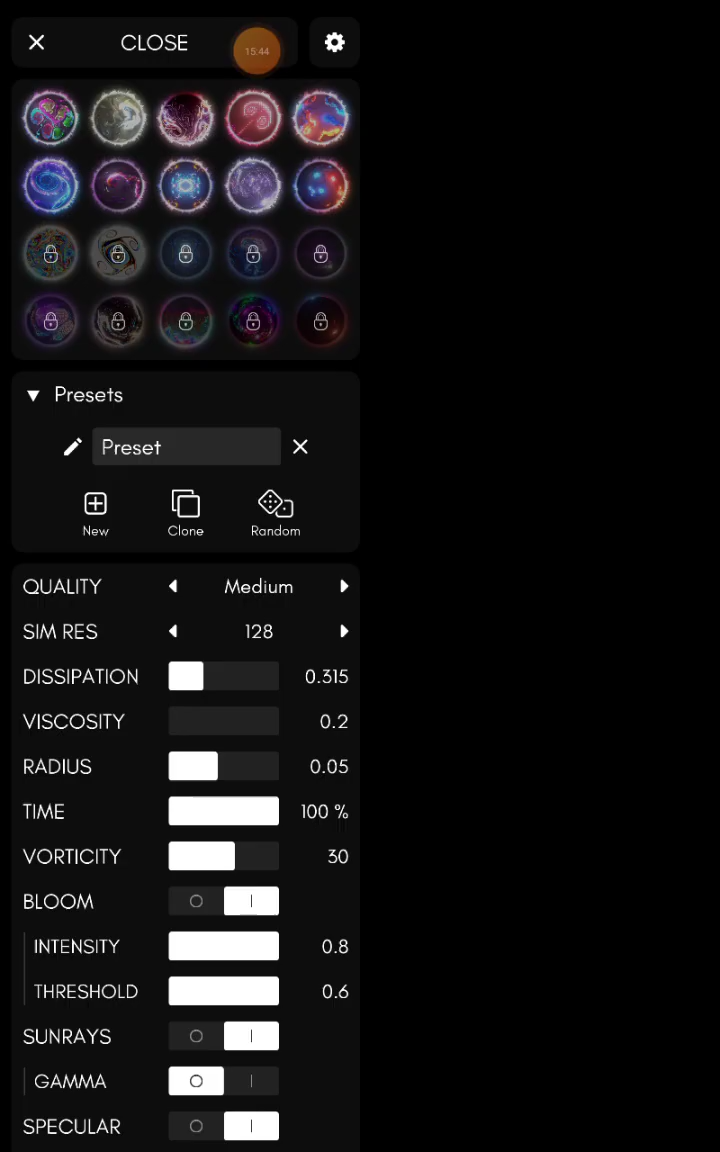 CLOSE
15:44
Presets
Preset
New Clone Random
QUALITY Medium
SIM RES 128
DISSIPATION 0.315
VISCOSITY 0.2
RADIUS 0.05
TIME 100 %
VORTICITY 30
BLOOM
INTENSITY 0.8
THRESHOLD 0.6
SUNRAYS
GAMMA
SPECULAR